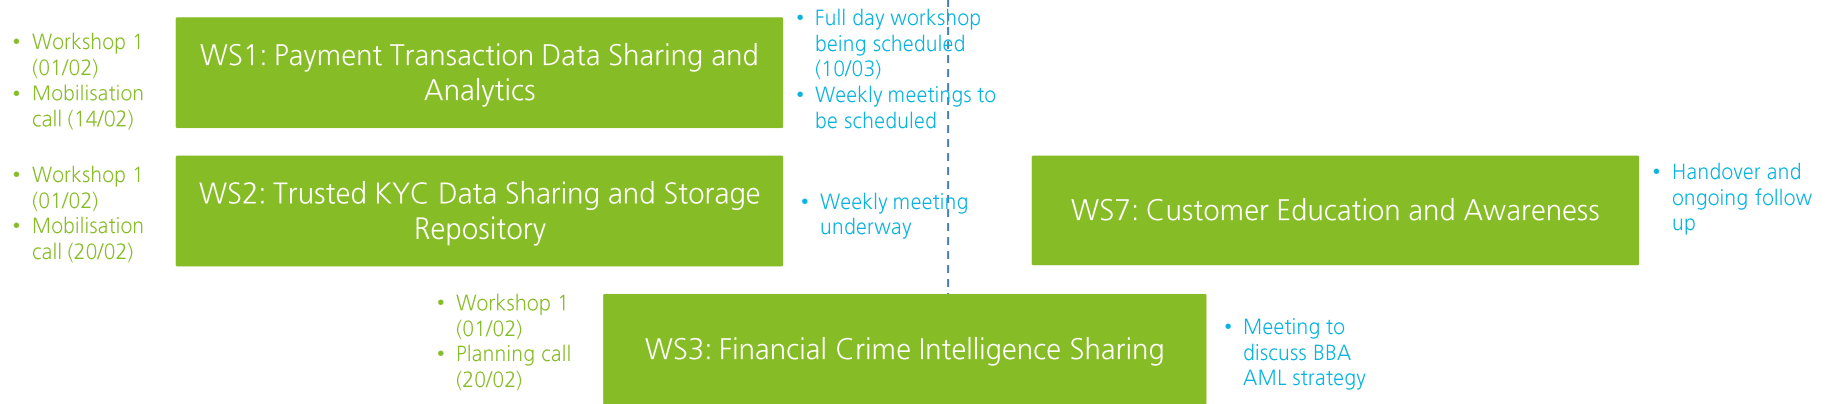 • Workshop 1
(01/02)
• Mobilisation
call (14/02)
WS1: Payment Transaction Data Sharing and
Analytics
• Full day workshop
being scheduled
(10/03)
• Weekly meetings to
be scheduled
• Workshop 1
(01/02)
• Mobilisation
call (20/02)
WS2: Trusted KYC Data Sharing and Storage
Repository
• Weekly meeting
underway
WS7: Customer Education and Awareness
• Handover and
ongoing follow
up
• Workshop 1
(01/02)
• Planning call
(20/02)
WS3: Financial Crime Intelligence Sharing
• Meeting to
discuss BBA
AML strategy